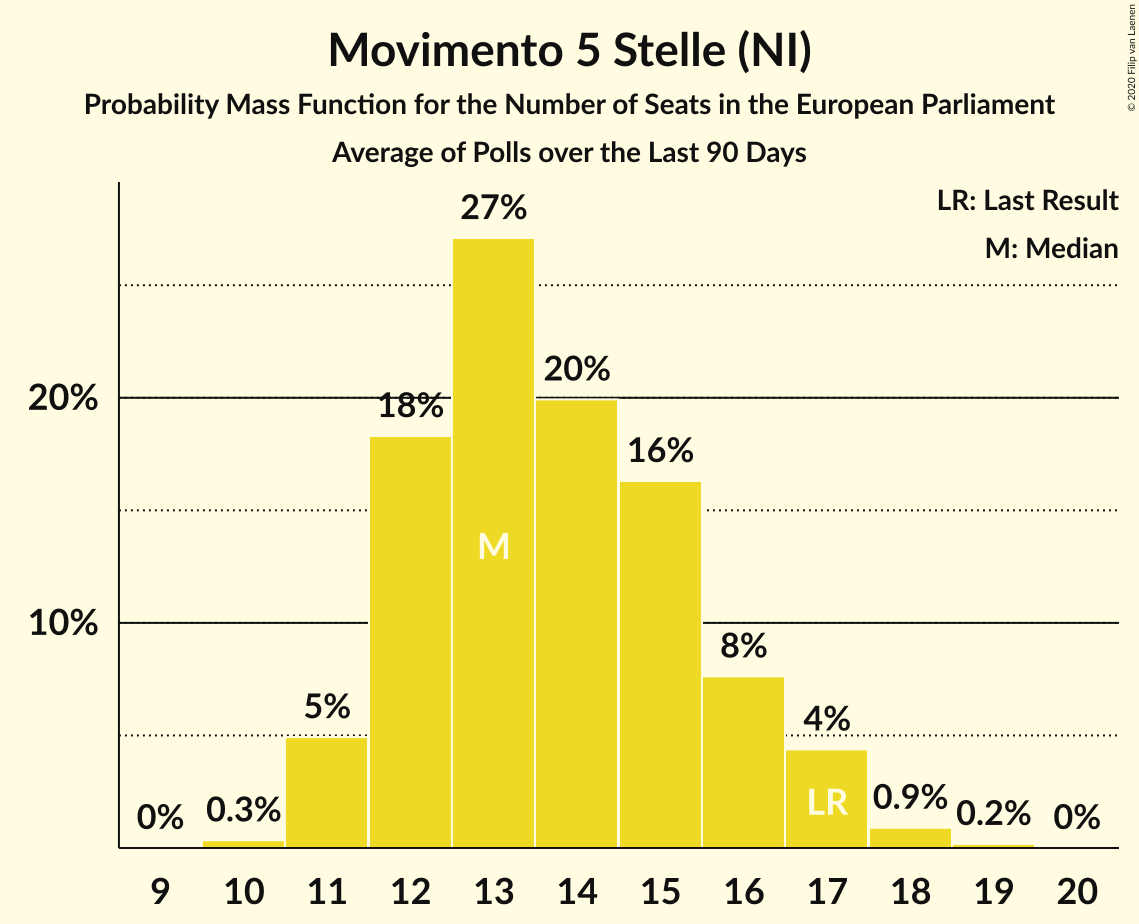 Movimento 5 Stelle (NI)
Probability Mass Function for the Number of Seats in the European Parliament
Average of Polls over the Last 90 Days
© 2020 Filip van Laenen
LR: Last Result
M: Median
27%
20%
18%
20%
16%
M
10%
8%
5%
4%
LR
0%
0.3%
0.9%
0.2%
0%
9 10 11 12 13 14 15 16 17 18 19 20